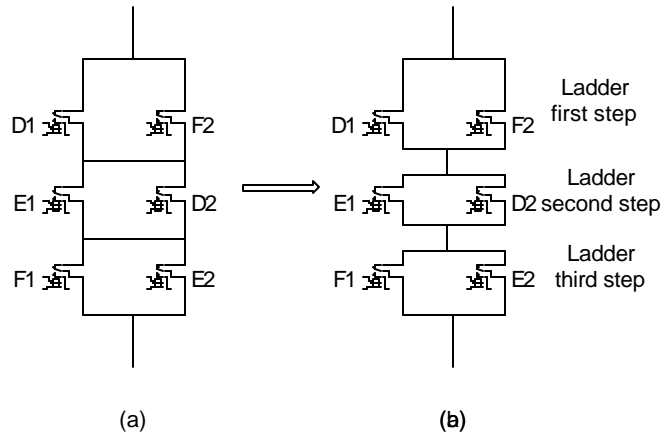 D1
F2
E1
D2
F1
E2
(a)
D1
F2
Ladder
first step
E1
D2
Ladder
second step
F1
E2
Ladder
third step